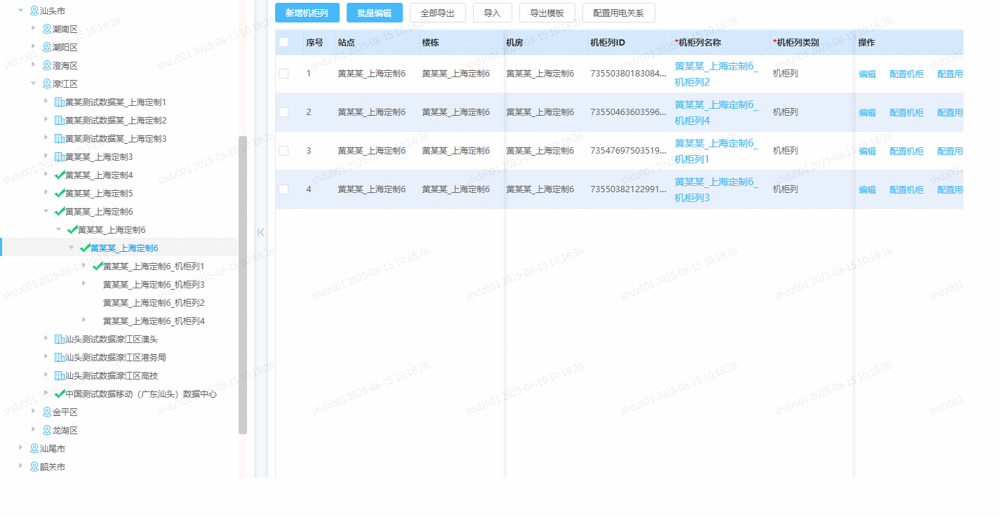 汕头市
潮南区
潮阳区
澄海区
濠江区
黄某测试数据某_上海定制1
黄某测试数据某_上海定制2
黄某测试数据某_上海定制3
黄某某_上海定制3
黄某某_上海定制4
黄某某_上海定制5
黄某某_上海定制6
黄某某_上海定制6
黄某某_上海定制6
黄某某_上海定制6_机柜列1
黄某某_上海定制6_机柜列3
黄某某_上海定制6_机柜列2
黄某某_上海定制6_机柜列4
汕头测试数据濠江区澳头
汕头测试数据濠江区港务局
汕头测试数据濠江区高技
中国测试数据移动（广东汕头）数据中心
金平区
龙湖区
汕尾市
韶关市
新增机柜列 批量编辑 全部导出 导入 导出模板 配置用电关系
序号 站点 楼栋 机房 机柜列ID *机柜列名称 *机柜列类别 操作
1 黄某某_上海定制6 黄某某_上海定制6 黄某某_上海定制6 73550380183084... 黄某某_上海定制6_机柜列2 机柜列 编辑 配置机柜 配置用
2 黄某某_上海定制6 黄某某_上海定制6 黄某某_上海定制6 73550463603596... 黄某某_上海定制6_机柜列4 机柜列 编辑 配置机柜 配置用
3 黄某某_上海定制6 黄某某_上海定制6 黄某某_上海定制6 73547697503519... 黄某某_上海定制6_机柜列1 机柜列 编辑 配置机柜 配置用
4 黄某某_上海定制6 黄某某_上海定制6 黄某某_上海定制6 73550382122991... 黄某某_上海定制6_机柜列3 机柜列 编辑 配置机柜 配置用
shdz001 2025-08-15 10:18:28